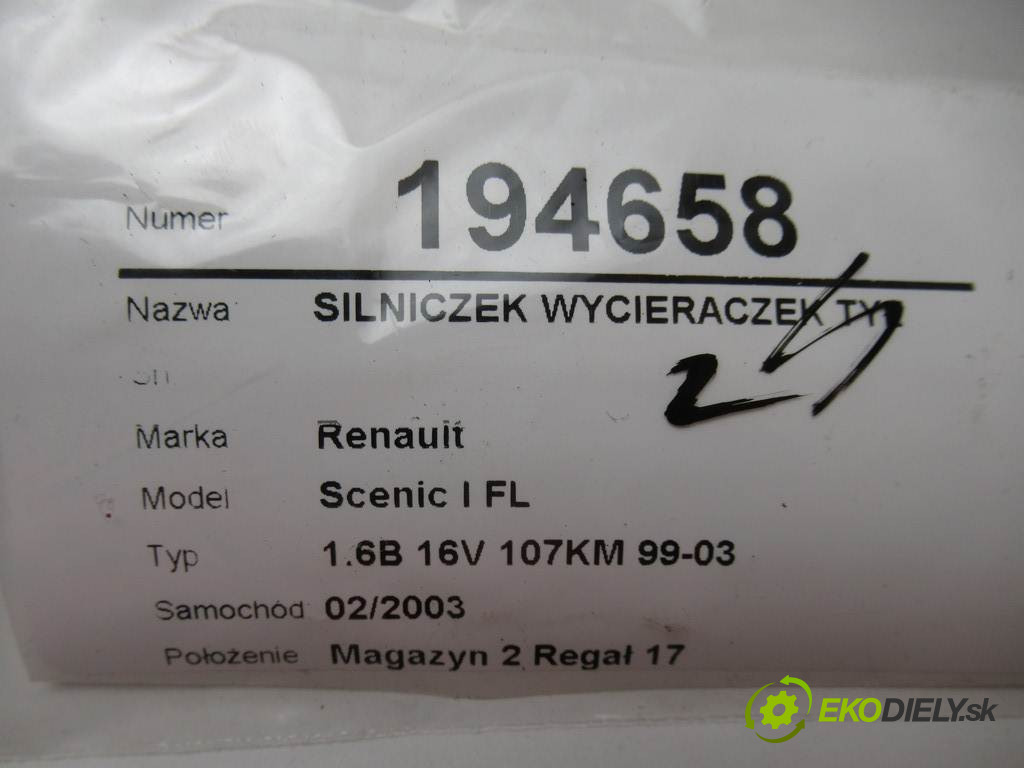 Numer 194658
Nazwa SILNICZEK WYCIERACZEK TYŁ
Marka Renault
Model Scenic I FL
Typ 1.6B 16V 107KM 99-03
Samochód 02/2003
Położenie Magazyn 2 Regał 17
EKODIELY.sk